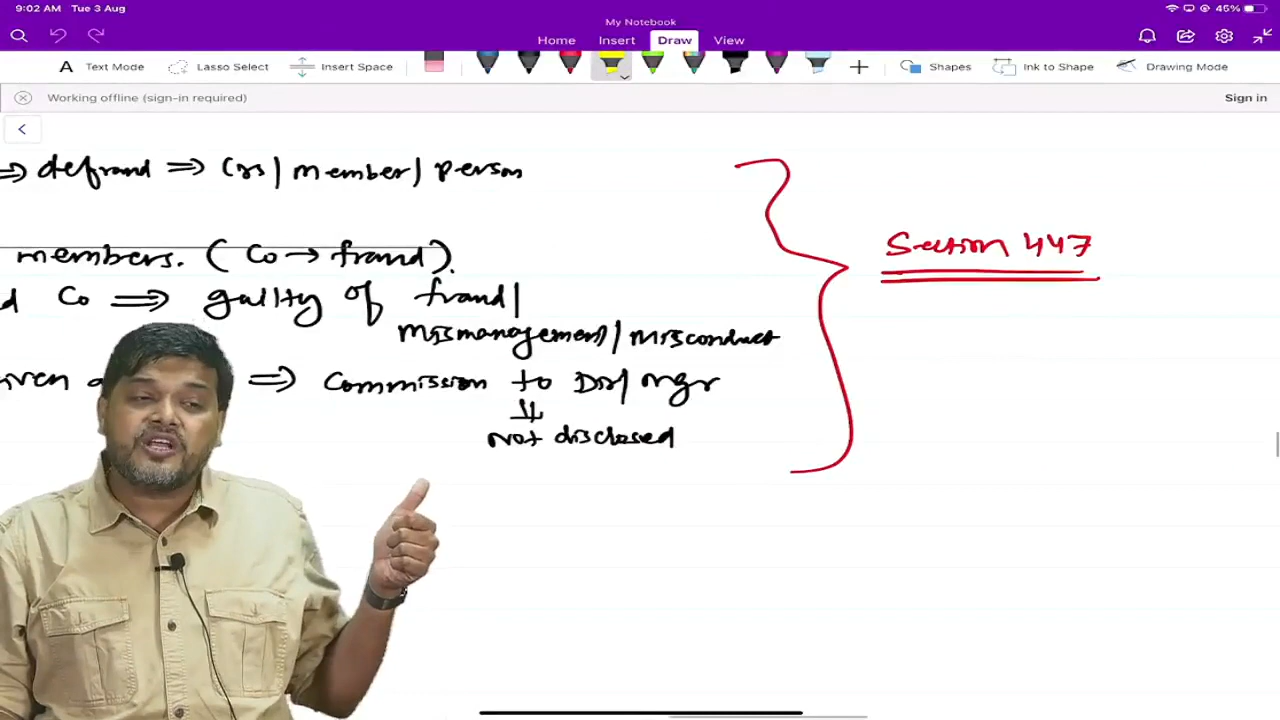 9:02 AM Tue 3 Aug
45%
My Notebook
Home Insert Draw View
Text Mode Lasso Select Insert Space Shapes Ink to Shape Drawing Mode
Working offline (sign-in required) Sign in
⇒ defraud ⇒ Crs / member / person
members. (Co → fraud).
Section 447
Co ⇒ guilty of fraud /
Mismanagement / Misconduct
⇒ Commission to Dir / mgr
⇓
Not disclosed